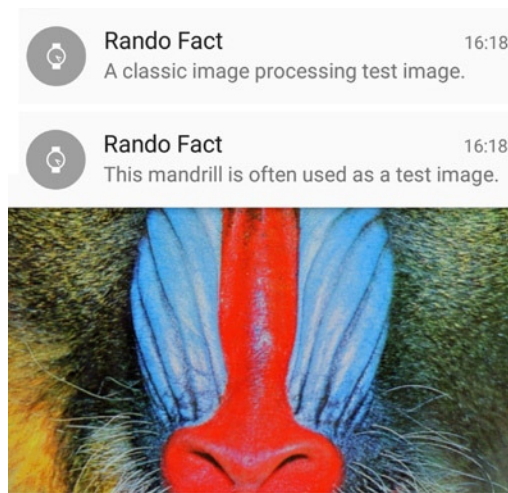 Rando Fact 16:18
A classic image processing test image.
Rando Fact 16:18
This mandrill is often used as a test image.